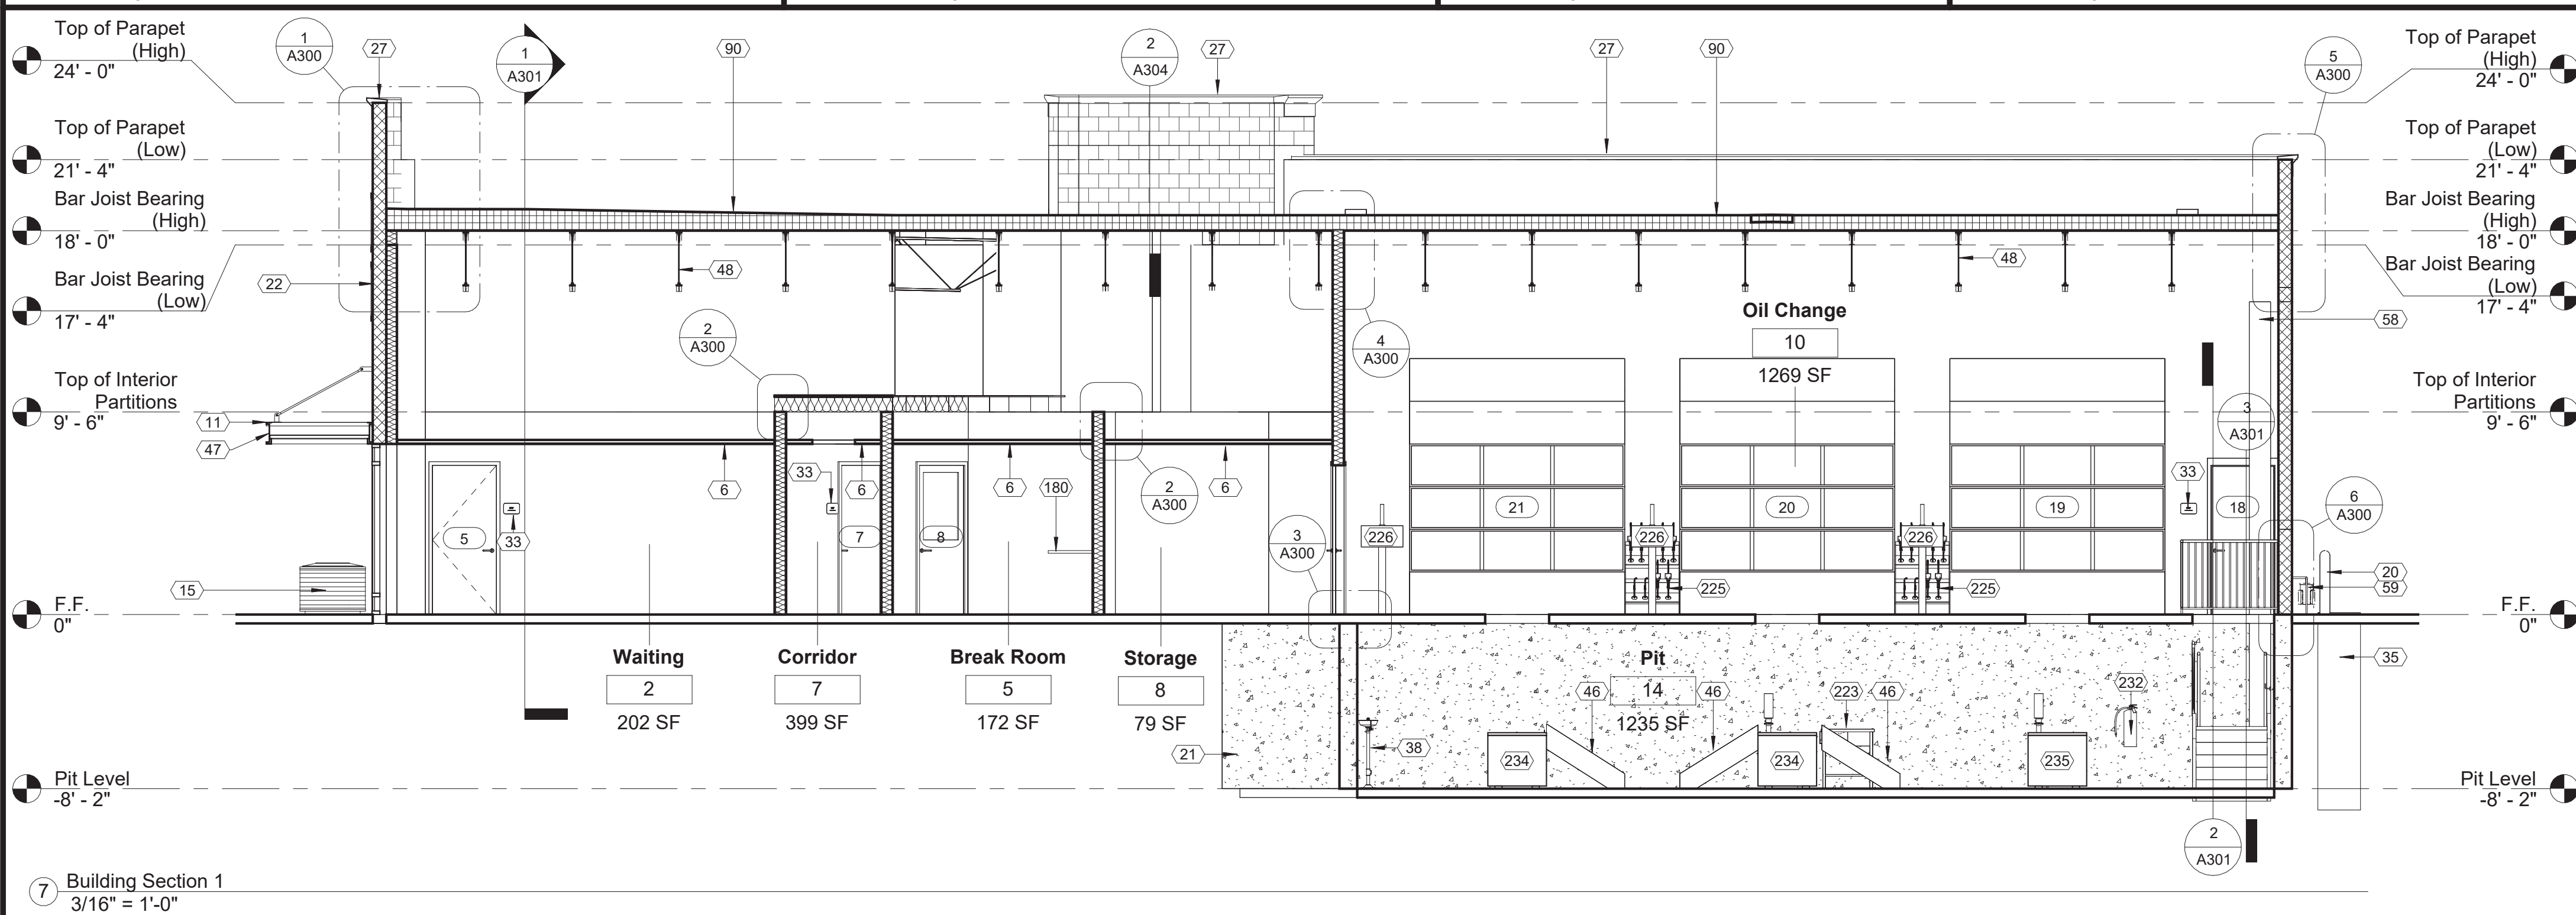 Top of Parapet
(High)
24' - 0"
Top of Parapet
(Low)
21' - 4"
Bar Joist Bearing
(High)
18' - 0"
Bar Joist Bearing
(Low)
17' - 4"
Top of Interior
Partitions
9' - 6"
F.F.
0"
Pit Level
-8' - 2"
1
A300
27
1
A301
90
2
A304
27
27
90
5
A300
22
48
48
2
A300
4
A300
58
11
47
Oil Change
10
1269 SF
3
A301
6
33
6
6
180
2
A300
6
33
5
33
7
8
3
A300
226
21
226
20
226
19
33
18
6
A300
15
225
225
20
59
Waiting
2
202 SF
Corridor
7
399 SF
Break Room
5
172 SF
Storage
8
79 SF
Pit
14
1235 SF
46
46
223
46
232
35
21
38
234
234
235
2
A301
Top of Parapet
(High)
24' - 0"
Top of Parapet
(Low)
21' - 4"
Bar Joist Bearing
(High)
18' - 0"
Bar Joist Bearing
(Low)
17' - 4"
Top of Interior
Partitions
9' - 6"
F.F.
0"
Pit Level
-8' - 2"
7
Building Section 1
3/16" = 1'-0"